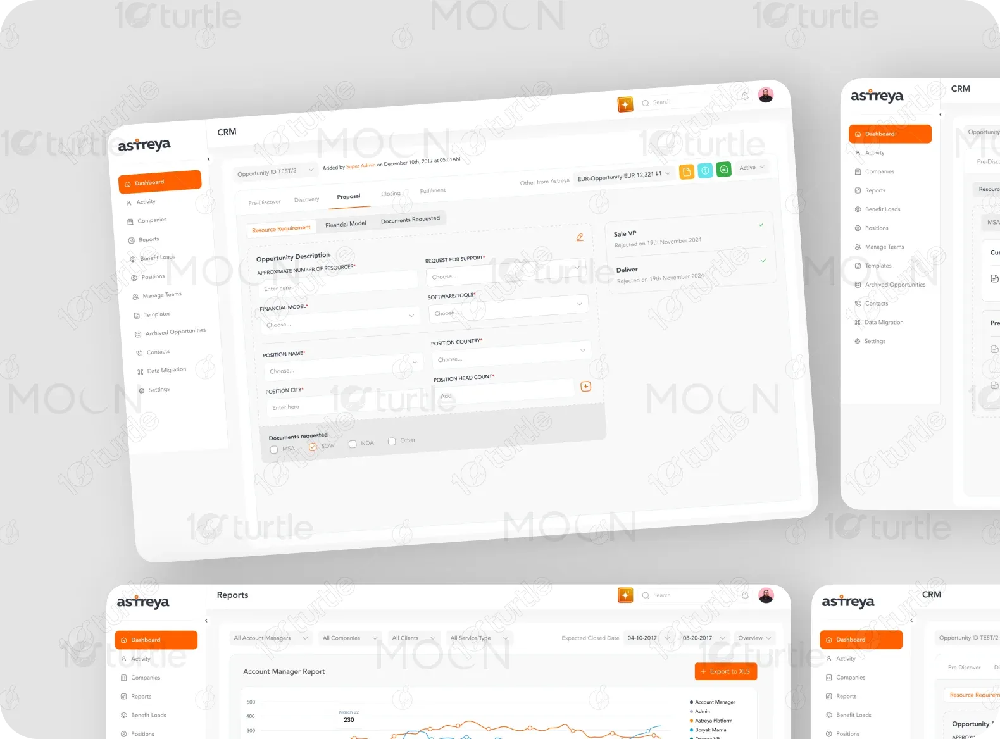 10turtle
MOON
10turtle
astreya
CRM
Search
Dashboard
Activity
Companies
Reports
Benefit Loads
Positions
Manage Teams
Templates
Archived Opportunities
Contacts
Data Migration
Settings
Opportunity ID TEST/2
Added by Super Admin on December 10th, 2017 at 05:01AM
Other from Astreya
EUR-Opportunity-EUR 12,321 #1
Active
Pre-Discover
Discovery
Proposal
Closing
Fulfilment
Resource Requirement
Financial Model
Documents Requested
Opportunity Description
APPROXIMATE NUMBER OF RESOURCES*
Enter here
REQUEST FOR SUPPORT*
Choose...
FINANCIAL MODEL*
Choose...
SOFTWARE/TOOLS*
Choose...
POSITION NAME*
Choose...
POSITION COUNTRY*
Choose...
POSITION CITY*
Enter here
POSITION HEAD COUNT*
Add
Documents requested
MSA
SOW
NDA
Other
Sale VP
Rejected on 19th November 2024
Deliver
Rejected on 19th November 2024
astreya
CRM
Dashboard
Activity
Companies
Reports
Benefit Loads
Positions
Manage Teams
Templates
Archived Opportunities
Contacts
Data Migration
Settings
Opportunity
Pre-Disco
Resourc
MSA
Cur
Pre
astreya
Reports
Search
Dashboard
Activity
Companies
Reports
Benefit Loads
Positions
All Account Managers
All Companies
All Clients
All Service Type
Expected Closed Date
04-10-2017
08-20-2017
Overview
Account Manager Report
+ Export to XLS
500
400
300
March 22
230
Account Manager
Admin
Astreya Platform
Boryak Marria
astreya
CRM
Dashboard
Activity
Companies
Reports
Benefit Loads
Positions
Opportunity ID TEST/2
Pre-Discover
Di
Resource Requirem
Opportunity